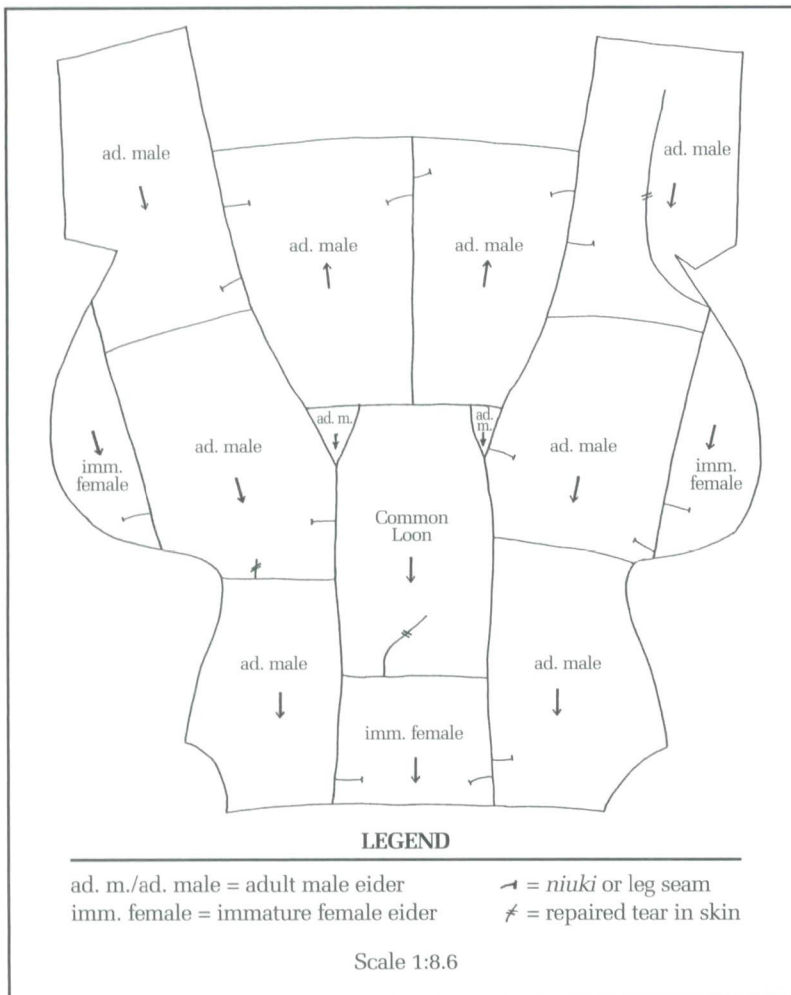 ad. male
ad. male
ad. male
ad. male
ad. m.
ad.
m.
ad. male
ad. male
imm.
female
imm.
female
Common
Loon
ad. male
ad. male
imm. female
LEGEND
ad. m./ad. male = adult male eider
= niuki or leg seam
imm. female = immature female eider
= repaired tear in skin
Scale 1:8.6